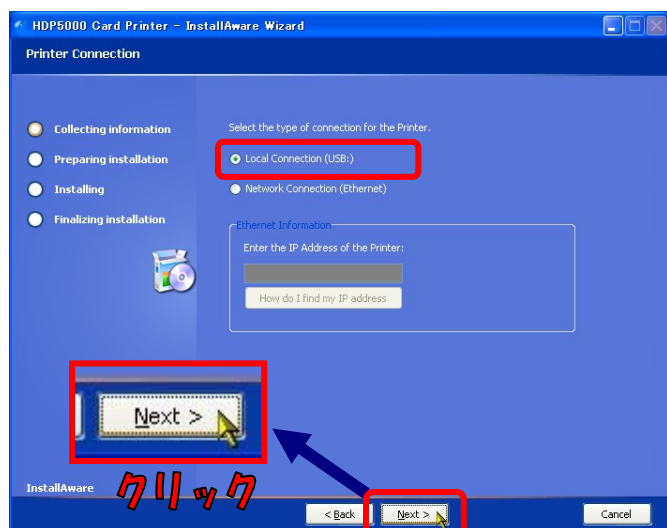 HDP5000 Card Printer - InstallAware Wizard
Printer Connection
Collecting information
Preparing installation
Installing
Finalizing installation
Select the type of connection for the Printer.
Local Connection (USB:)
Network Connection (Ethernet)
Ethernet Information
Enter the IP Address of the Printer:
How do I find my IP address
Next >
クリック
InstallAware
< Back
Next >
Cancel